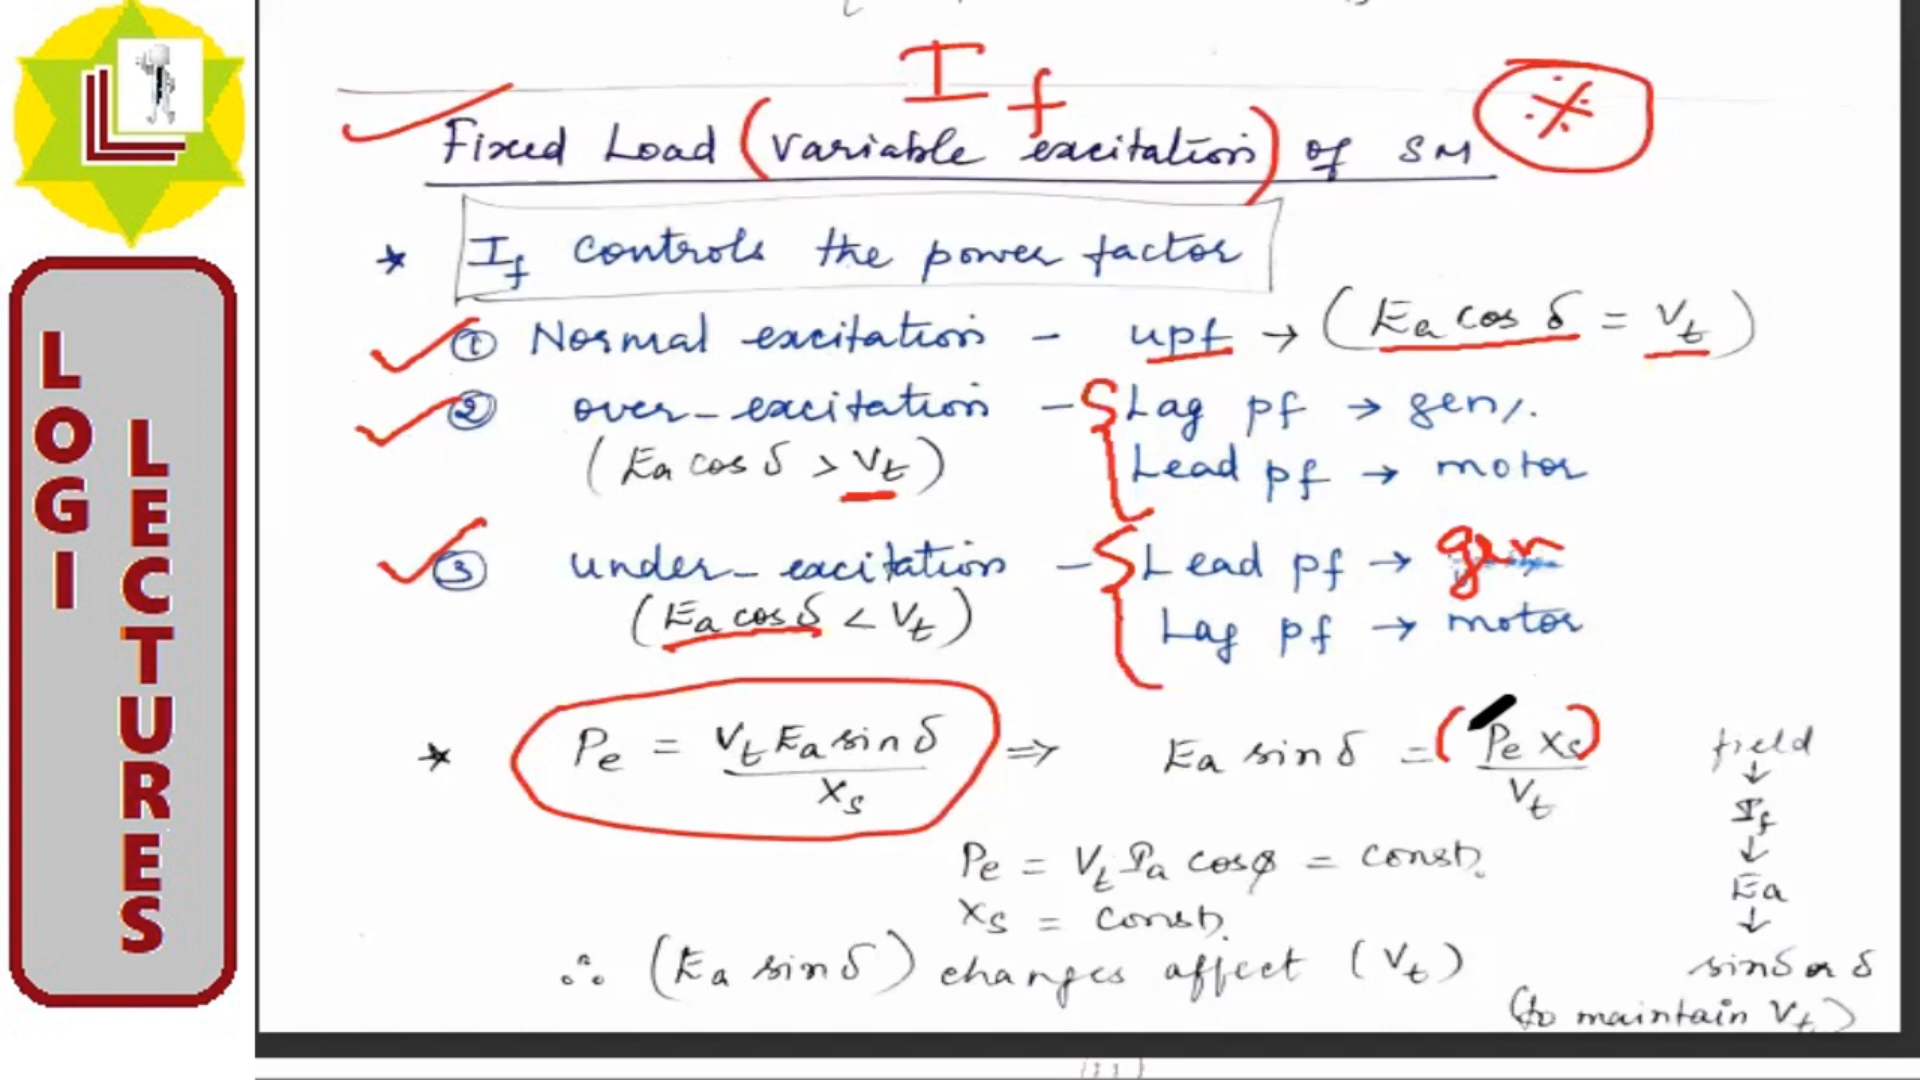 LOGI
LECTURES
If
Fixed Load (variable excitation) of SM
* If controls the power factor
① Normal excitation - upf → (Ea cos δ = Vt)
② over-excitation - Lag pf → gen/.
(Ea cos δ > Vt) Lead pf → motor
③ under-excitation - Lead pf → gen
(Ea cos δ < Vt) Lag pf → motor
* Pe = Vt Ea sin δ / Xs ⇒ Ea sin δ = (Pe Xs) / Vt
Pe = Vt Ia cosφ = const.
Xs = const.
∴ (Ea sin δ) changes affect (Vt)
field
↓
If
↓
Ea
↓
sinδ or δ
(to maintain Vt)